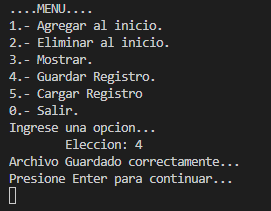 ....MENU....
1.- Agregar al inicio.
2.- Eliminar al inicio.
3.- Mostrar.
4.- Guardar Registro.
5.- Cargar Registro
0.- Salir.
Ingrese una opcion...
Eleccion: 4
Archivo Guardado correctamente...
Presione Enter para continuar...